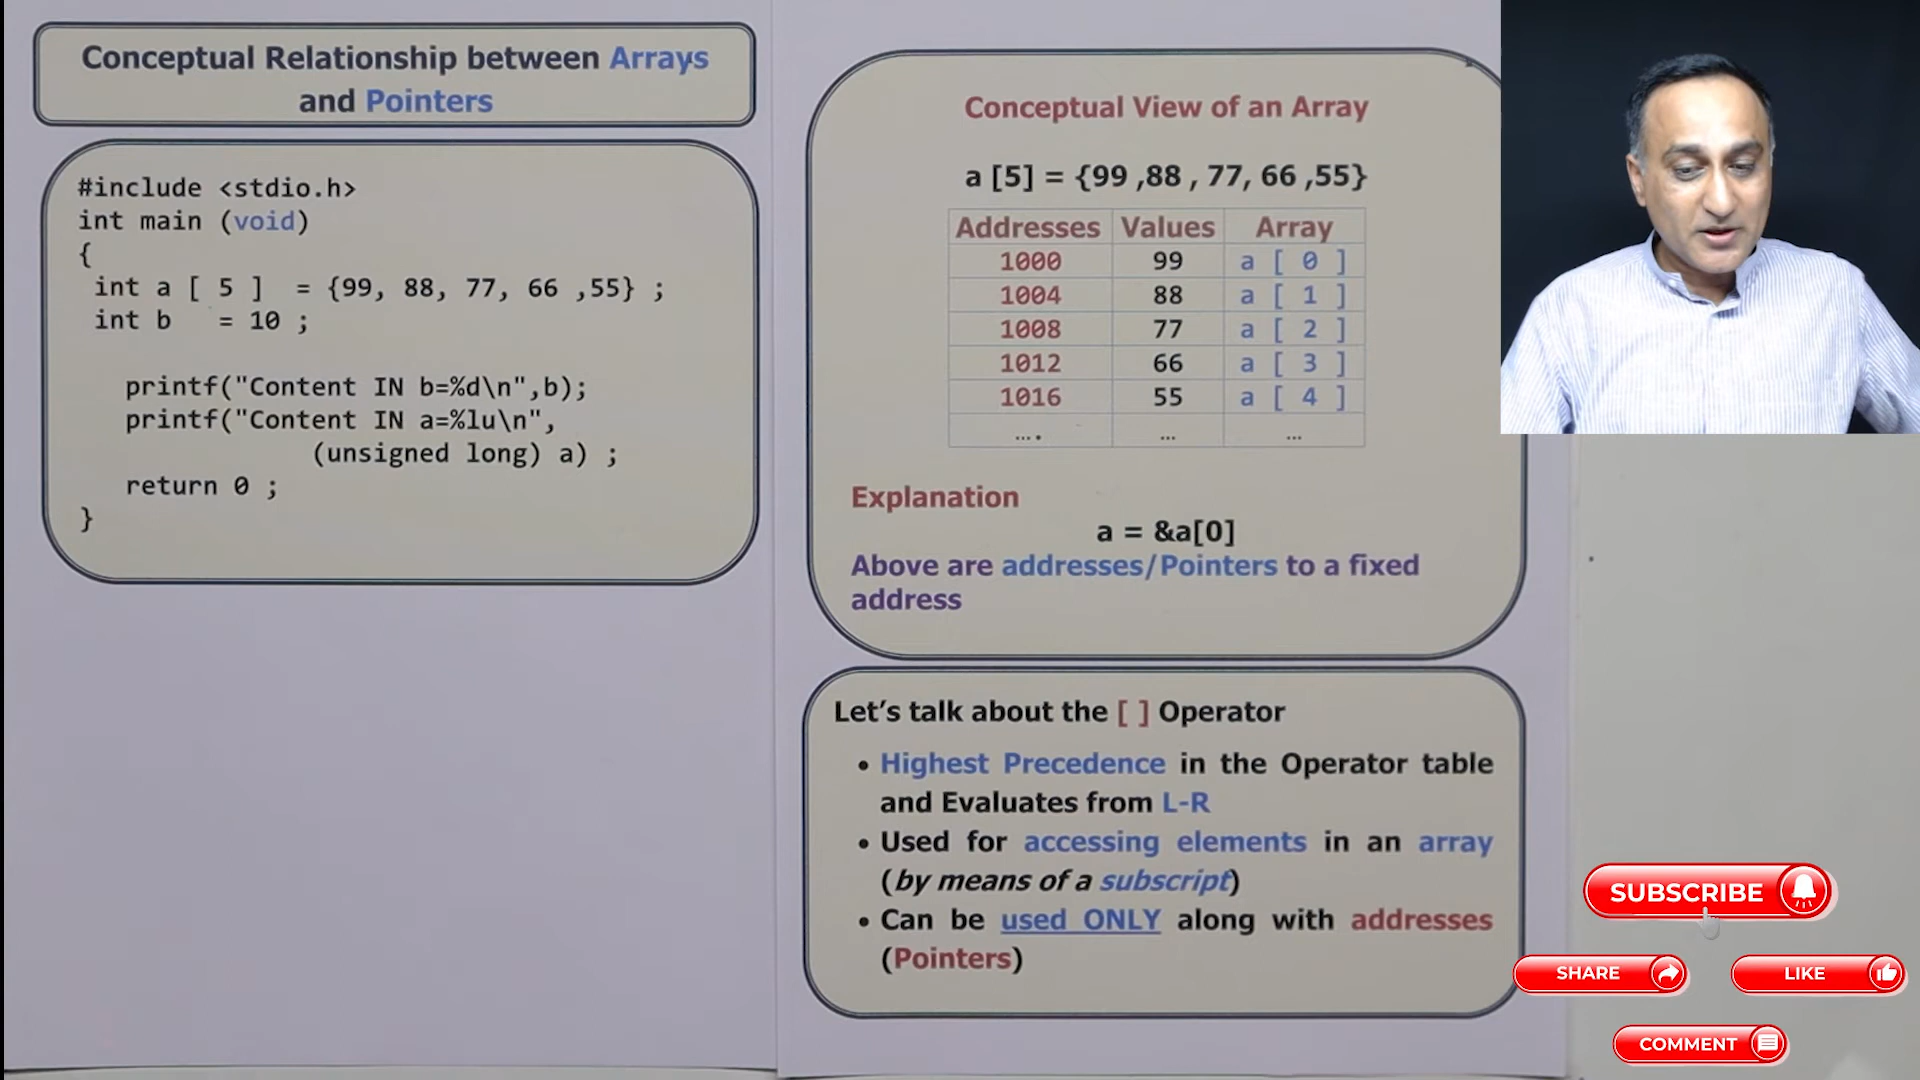 Conceptual Relationship between Arrays
and Pointers
#include <stdio.h>
int main (void)
{
int a [ 5 ] = {99, 88, 77, 66 ,55} ;
int b = 10 ;
printf("Content IN b=%d\n",b);
printf("Content IN a=%lu\n",
(unsigned long) a) ;
return 0 ;
}
Conceptual View of an Array
a [5] = {99 ,88 , 77, 66 ,55}
Addresses Values Array
1000 99 a [ 0 ]
1004 88 a [ 1 ]
1008 77 a [ 2 ]
1012 66 a [ 3 ]
1016 55 a [ 4 ]
…. … …
Explanation
a = &a[0]
Above are addresses/Pointers to a fixed
address
Let’s talk about the [ ] Operator
• Highest Precedence in the Operator table
and Evaluates from L-R
• Used for accessing elements in an array
(by means of a subscript)
• Can be used ONLY along with addresses
(Pointers)
SUBSCRIBE
SHARE
LIKE
COMMENT